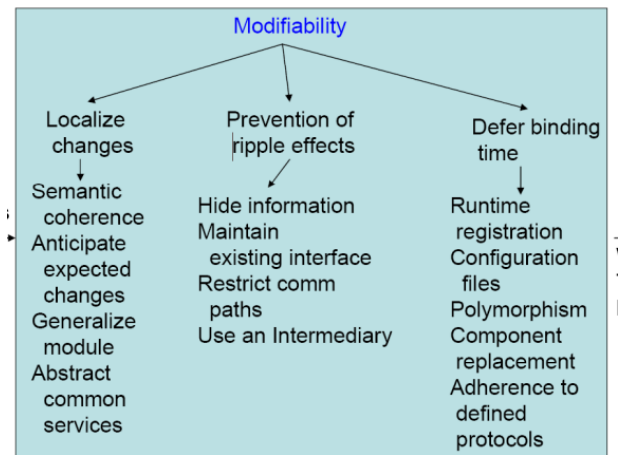 Modifiability
Localize
changes
Semantic
coherence
Anticipate
expected
changes
Generalize
module
Abstract
common
services
Prevention of
ripple effects
Hide information
Maintain
existing interface
Restrict comm
paths
Use an Intermediary
Defer binding
time
Runtime
registration
Configuration
files
Polymorphism
Component
replacement
Adherence to
defined
protocols